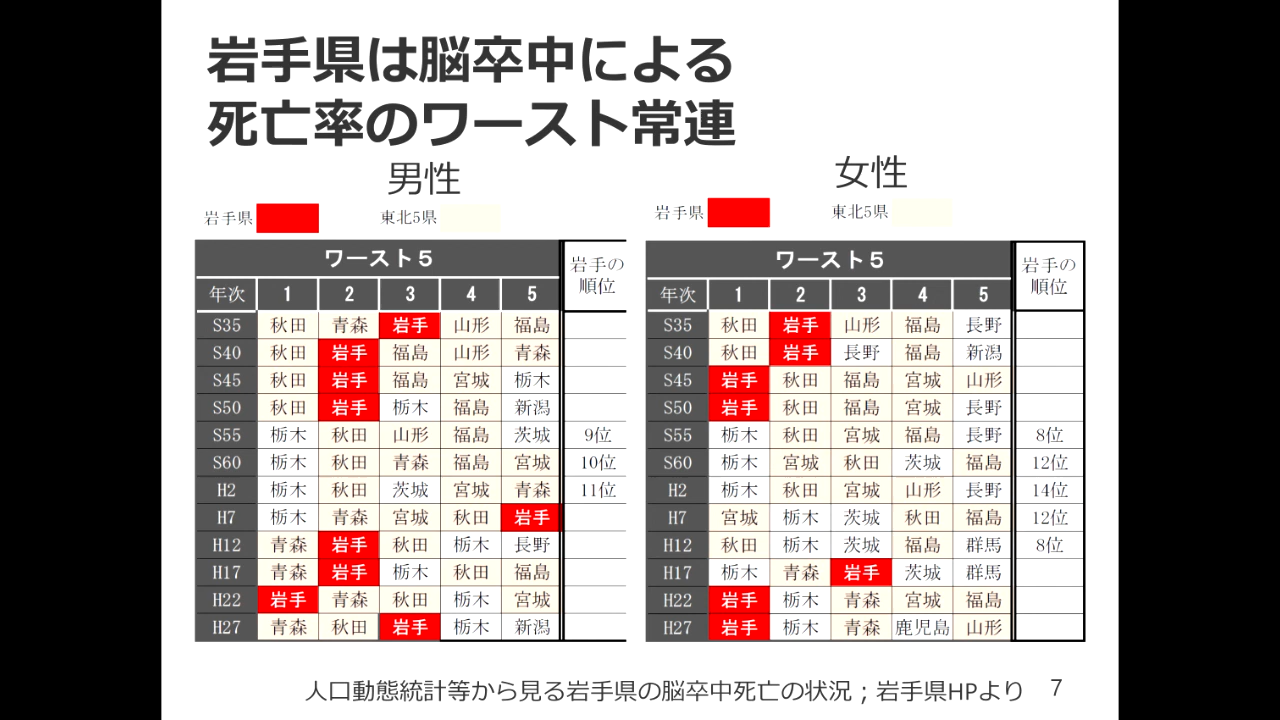 岩手県は脳卒中による
死亡率のワースト常連
男性
岩手県 東北5県
ワースト５ 岩手の順位
年次 1 2 3 4 5
S35 秋田 青森 岩手 山形 福島
S40 秋田 岩手 福島 山形 青森
S45 秋田 岩手 福島 宮城 栃木
S50 秋田 岩手 栃木 福島 新潟
S55 栃木 秋田 山形 福島 茨城 9位
S60 栃木 秋田 青森 福島 宮城 10位
H2 栃木 秋田 茨城 宮城 青森 11位
H7 栃木 青森 宮城 秋田 岩手
H12 青森 岩手 秋田 栃木 長野
H17 青森 岩手 栃木 秋田 福島
H22 岩手 青森 秋田 栃木 宮城
H27 青森 秋田 岩手 栃木 新潟
女性
岩手県 東北5県
ワースト５ 岩手の順位
年次 1 2 3 4 5
S35 秋田 岩手 山形 福島 長野
S40 秋田 岩手 長野 福島 新潟
S45 岩手 秋田 福島 宮城 山形
S50 岩手 秋田 福島 宮城 長野
S55 栃木 秋田 宮城 福島 長野 8位
S60 栃木 宮城 秋田 茨城 福島 12位
H2 栃木 秋田 宮城 山形 長野 14位
H7 宮城 栃木 茨城 秋田 福島 12位
H12 秋田 栃木 茨城 福島 群馬 8位
H17 栃木 青森 岩手 茨城 群馬
H22 岩手 栃木 青森 宮城 福島
H27 岩手 栃木 青森 鹿児島 山形
人口動態統計等から見る岩手県の脳卒中死亡の状況；岩手県HPより 7